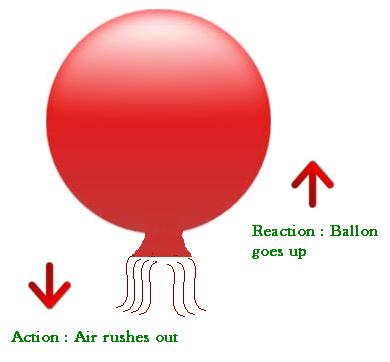 Reaction : Ballon
goes up
Action : Air rushes out